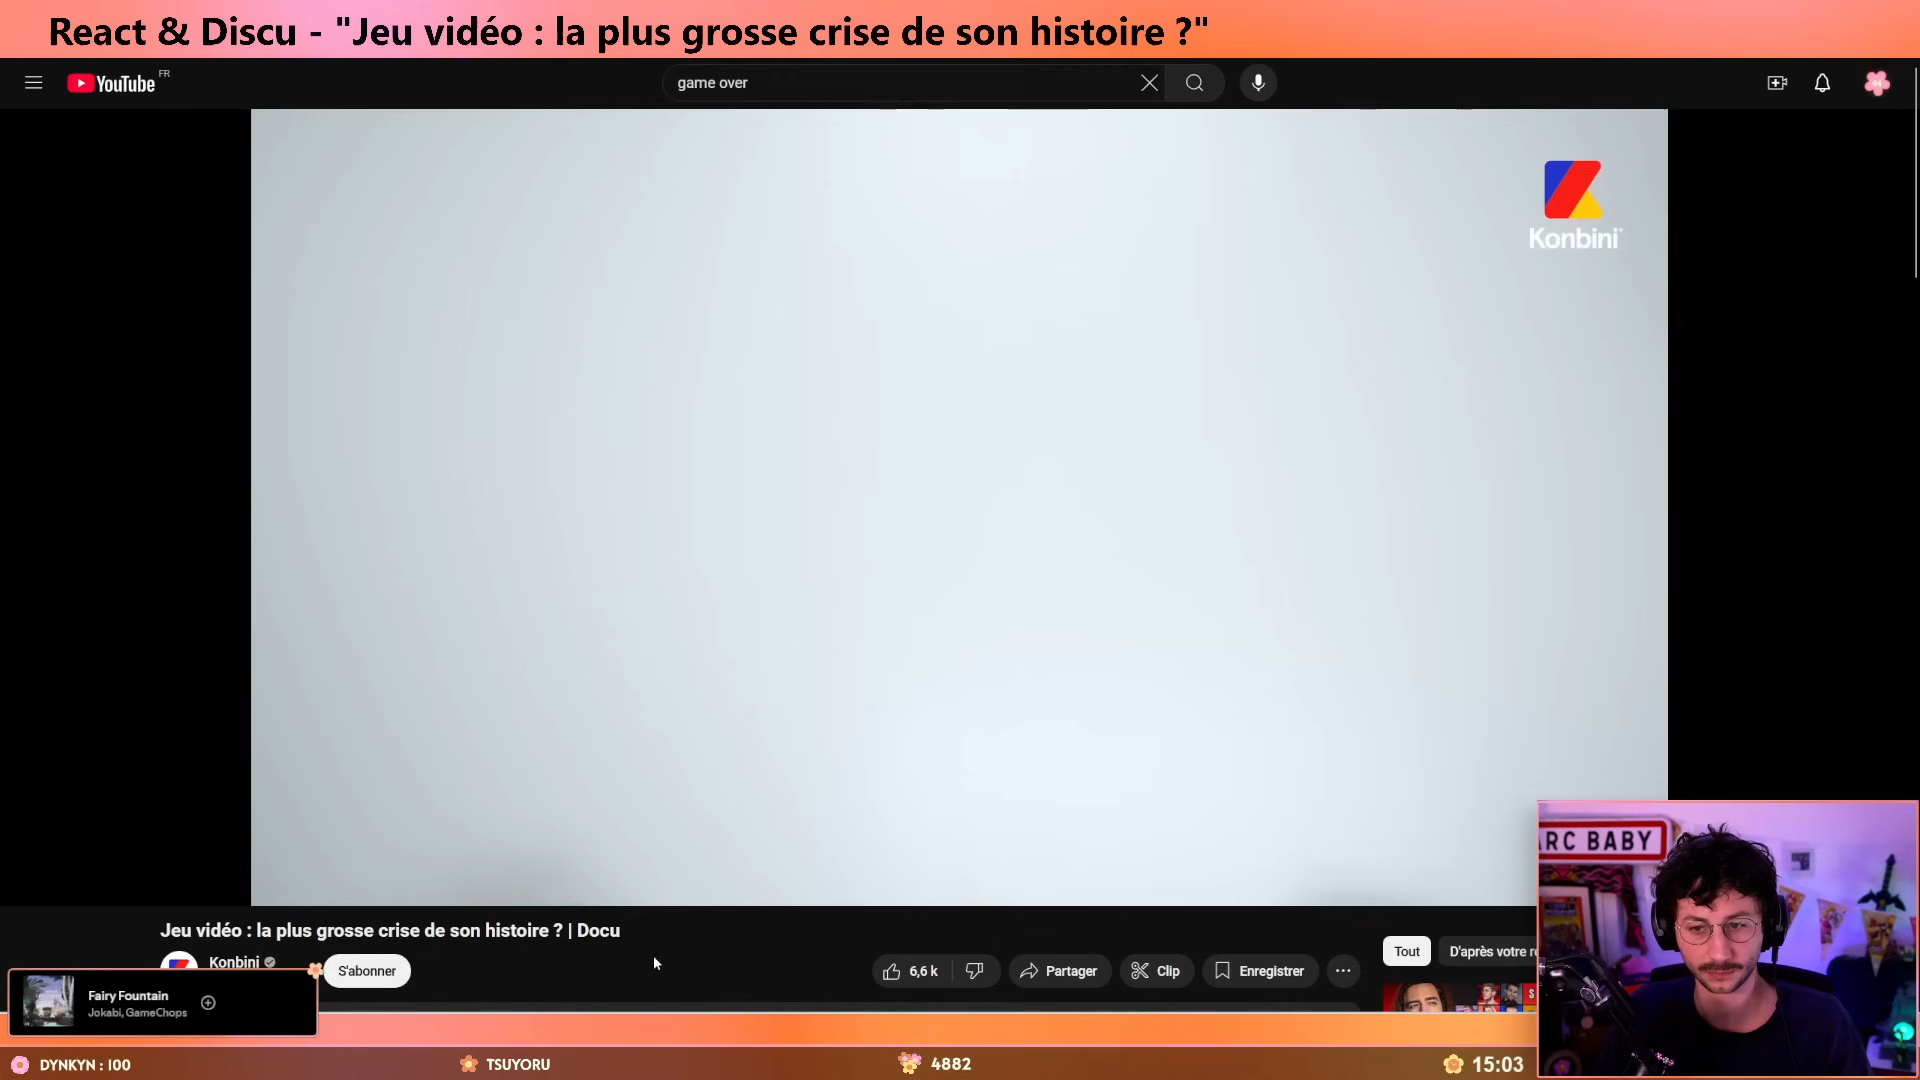 React & Discu - "Jeu vidéo : la plus grosse crise de son histoire ?"
YouTube FR
game over
Konbini
Jeu vidéo : la plus grosse crise de son histoire ? | Docu
Konbini
S'abonner
6,6 k
Partager
Clip
Enregistrer
Tout
D'après votre
Fairy Fountain
Jokabi, GameChops
ARC BABY
DYNKYN : 100
TSUYORU
4882
15:03